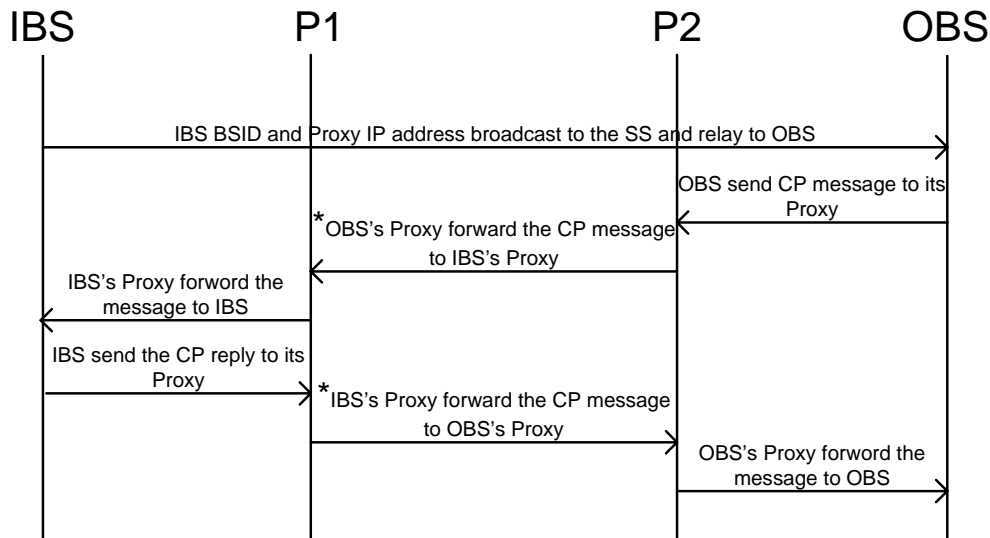 IBS P1 P2 OBS
IBS BSID and Proxy IP address broadcast to the SS and relay to OBS
OBS send CP message to its
Proxy
*OBS's Proxy forward the CP message
to IBS's Proxy
IBS's Proxy forword the
message to IBS
IBS send the CP reply to its
Proxy
*IBS's Proxy forward the CP message
to OBS's Proxy
OBS's Proxy forword the
message to OBS